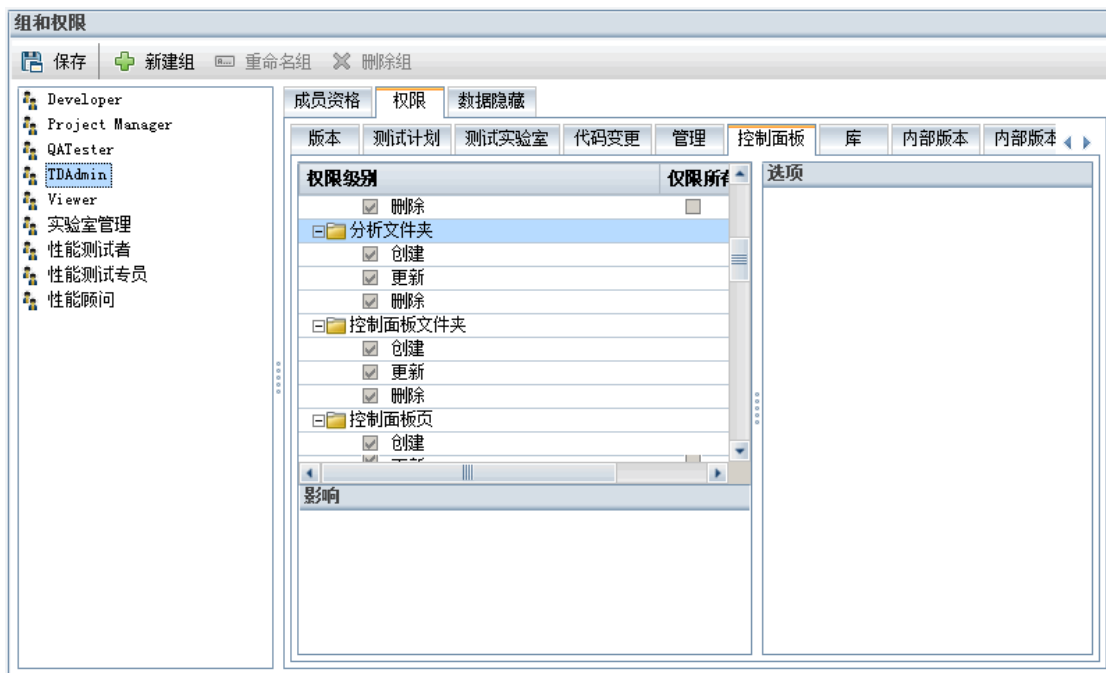 组和权限
保存 新建组 重命名组 删除组
Developer
Project Manager
QATester
TDAdmin
Viewer
实验室管理
性能测试者
性能测试专员
性能顾问
成员资格 权限 数据隐藏
版本 测试计划 测试实验室 代码变更 管理 控制面板 库 内部版本 内部版本
权限级别 仅限所有
删除
分析文件夹
创建
更新
删除
控制面板文件夹
创建
更新
删除
控制面板页
创建
影响
选项